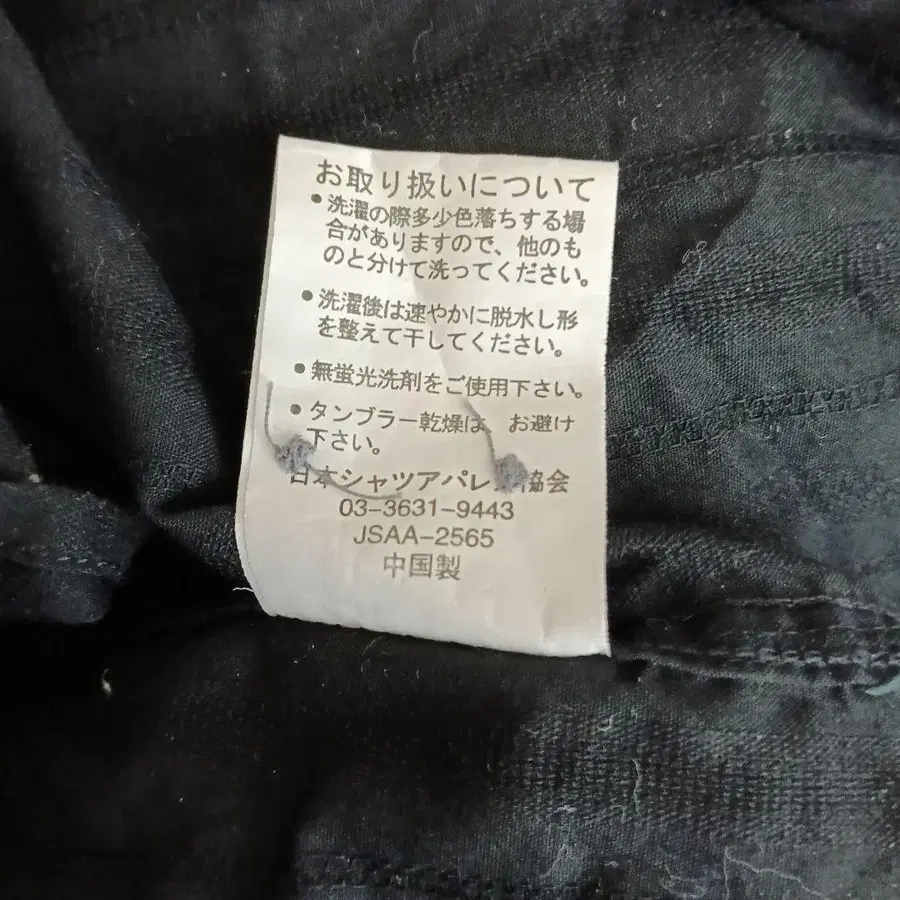 お取り扱いについて
•洗濯の際多少色落ちする場
合がありますので、他のも
のと分けて洗ってください。
•洗濯後は速やかに脱水し形
を整えて干してください。
•無蛍光洗剤をご使用下さい。
•タンブラー乾燥は、お避け
下さい。
日本シャツアパレル協会
03-3631-9443
JSAA-2565
中国製